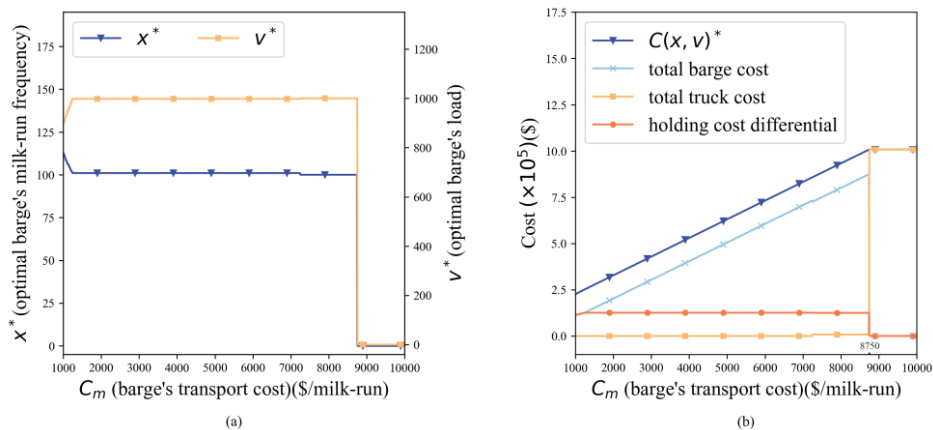 x* v*
175
150
125
100
75
50
25
0
x* (optimal barge's milk-run frequency)
1200
1000
800
600
400
200
0
v* (optimal barge's load)
1000 2000 3000 4000 5000 6000 7000 8000 9000 10000
C_m (barge's transport cost)($/milk-run)
(a)
C(x, v)*
total barge cost
total truck cost
holding cost differential
17.5
15.0
12.5
10.0
7.5
5.0
2.5
0.0
Cost (×10^5)($)
8750
1000 2000 3000 4000 5000 6000 7000 8000 9000 10000
C_m (barge's transport cost)($/milk-run)
(b)